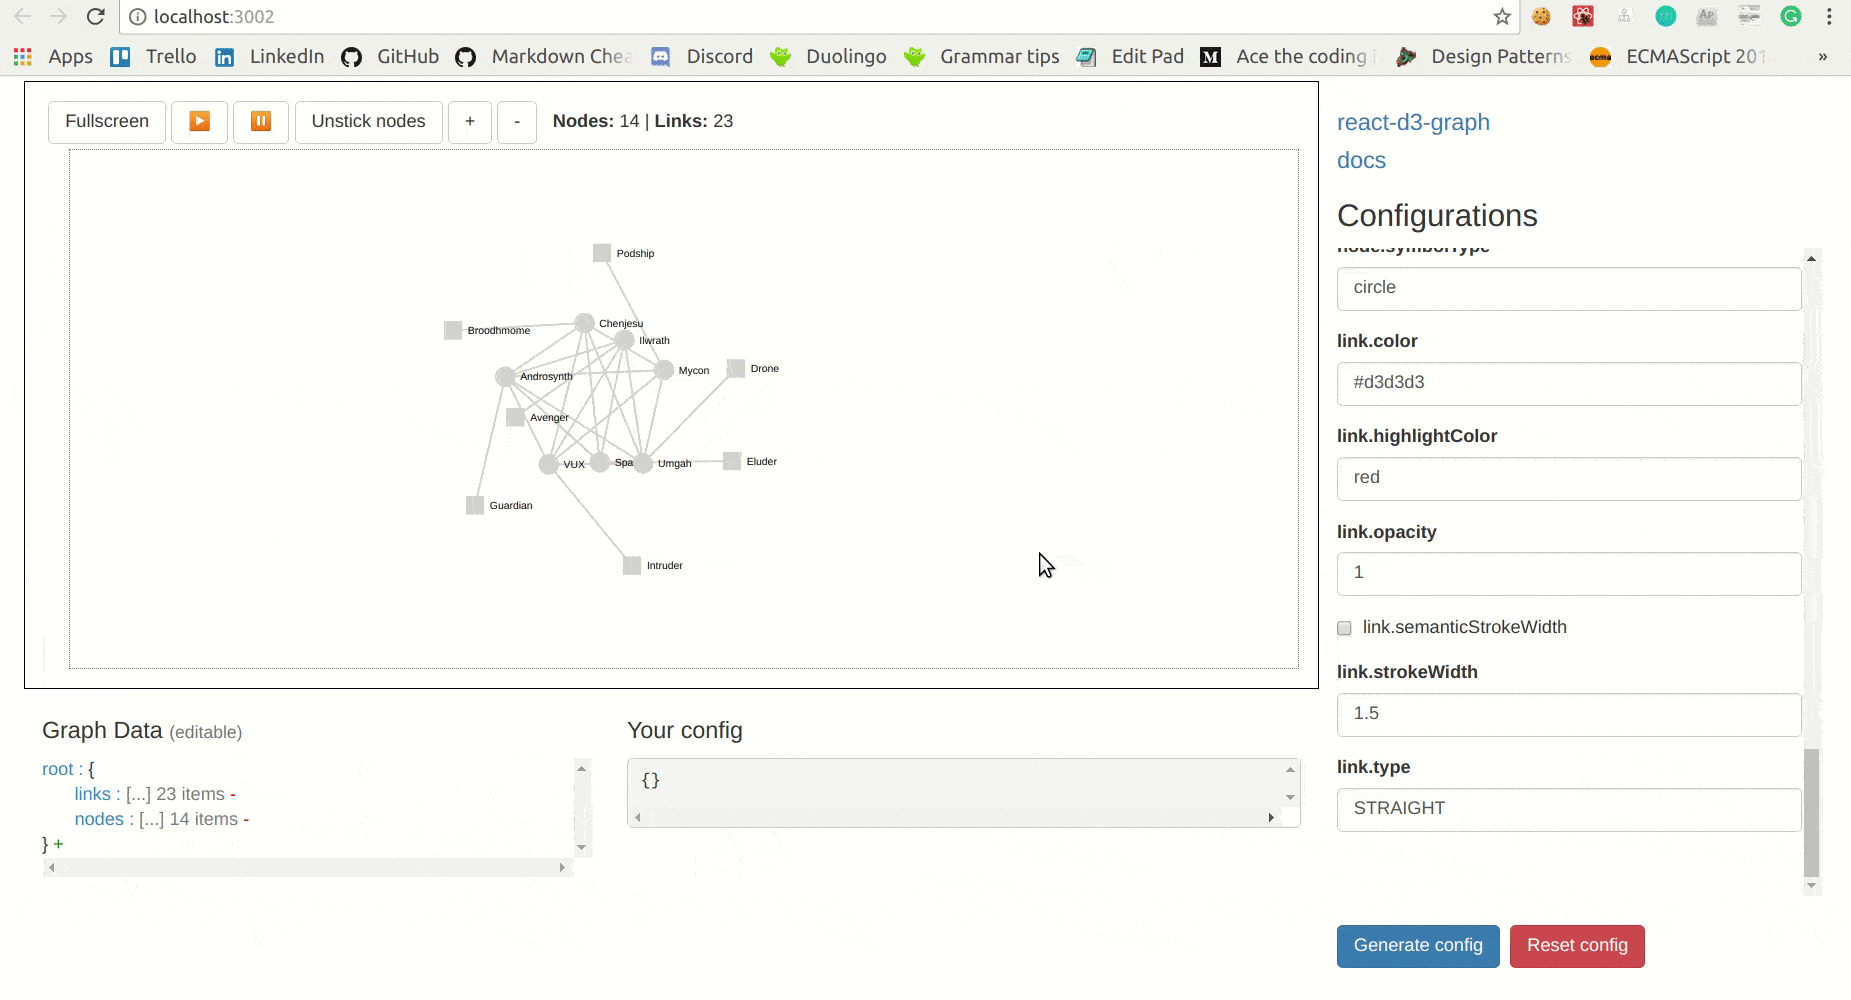 localhost:3002
Apps Trello LinkedIn GitHub Markdown Chea Discord Duolingo Grammar tips Edit Pad Ace the coding i Design Patterns ECMAScript 201 »
Fullscreen Unstick nodes + - Nodes: 14 | Links: 23
Podship
Broodhmome
Chenjesu
Ilwrath
Androsynth
Mycon
Drone
Avenger
VUX
Spa
Umgah
Eluder
Guardian
Intruder
react-d3-graph
docs
Configurations
node.symbolType
circle
link.color
#d3d3d3
link.highlightColor
red
link.opacity
1
link.semanticStrokeWidth
link.strokeWidth
1.5
link.type
STRAIGHT
Generate config Reset config
Graph Data (editable)
root : {
links : [...] 23 items -
nodes : [...] 14 items -
} +
Your config
{}